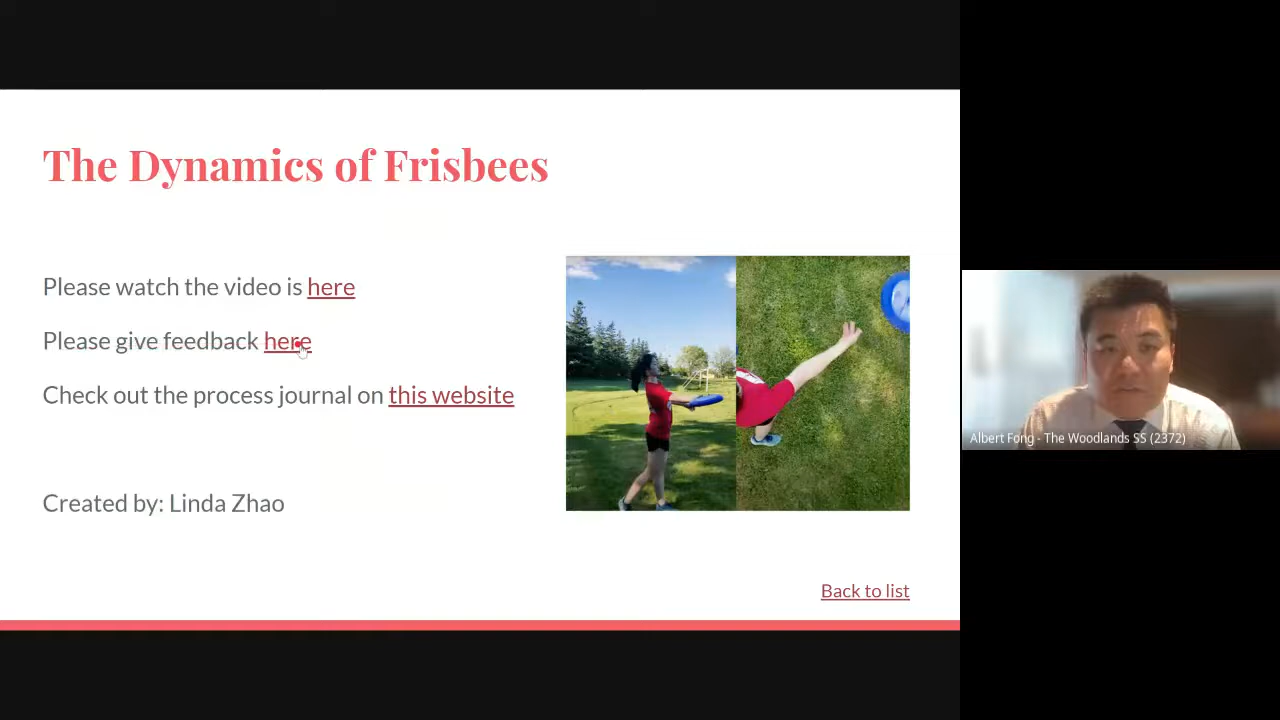 The Dynamics of Frisbees
Please watch the video is here
Please give feedback here
Check out the process journal on this website
Created by: Linda Zhao
Back to list
Albert Fong - The Woodlands SS (2372)